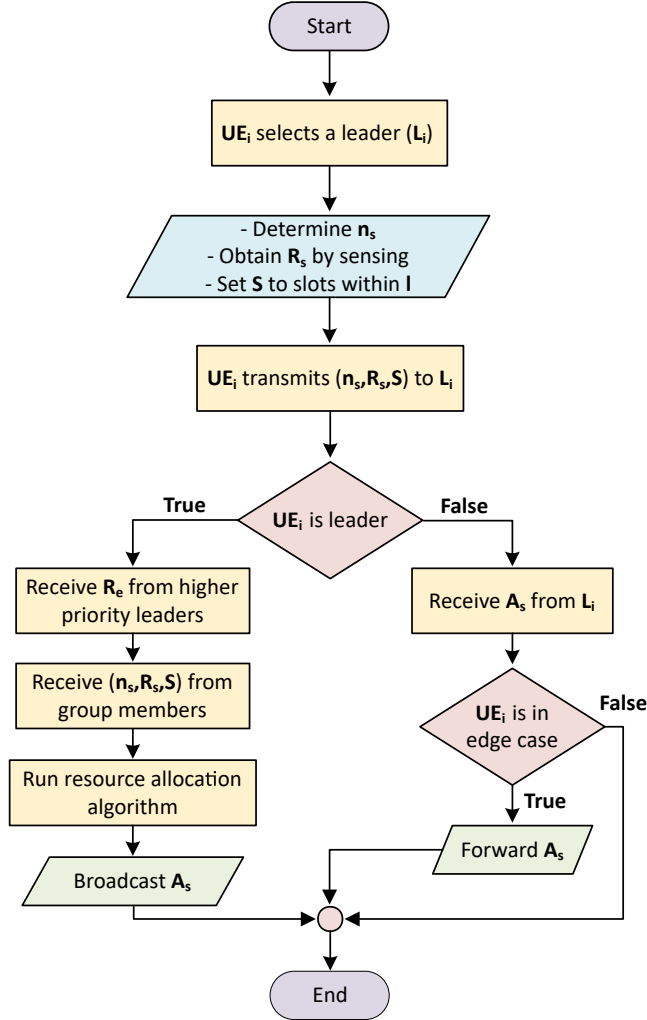 Start
UEi selects a leader (Li)
- Determine ns
- Obtain Rs by sensing
- Set S to slots within l
UEi transmits (ns,Rs,S) to Li
True
UEi is leader
False
Receive Re from higher
priority leaders
Receive As from Li
Receive (ns,Rs,S) from
group members
UEi is in
edge case
False
Run resource allocation
algorithm
True
Forward As
Broadcast As
End